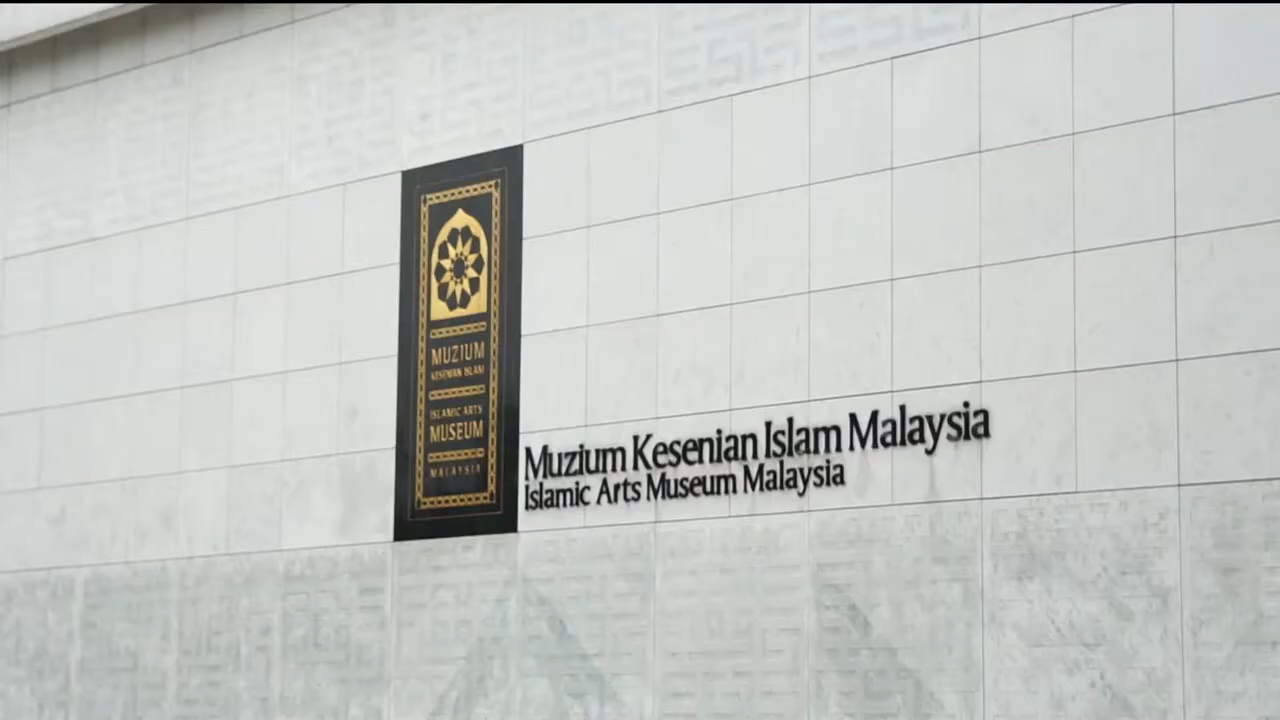 MUZIUM
KESENIAN ISLAM
ISLAMIC ARTS
MUSEUM
MALAYSIA
Muzium Kesenian Islam Malaysia
Islamic Arts Museum Malaysia